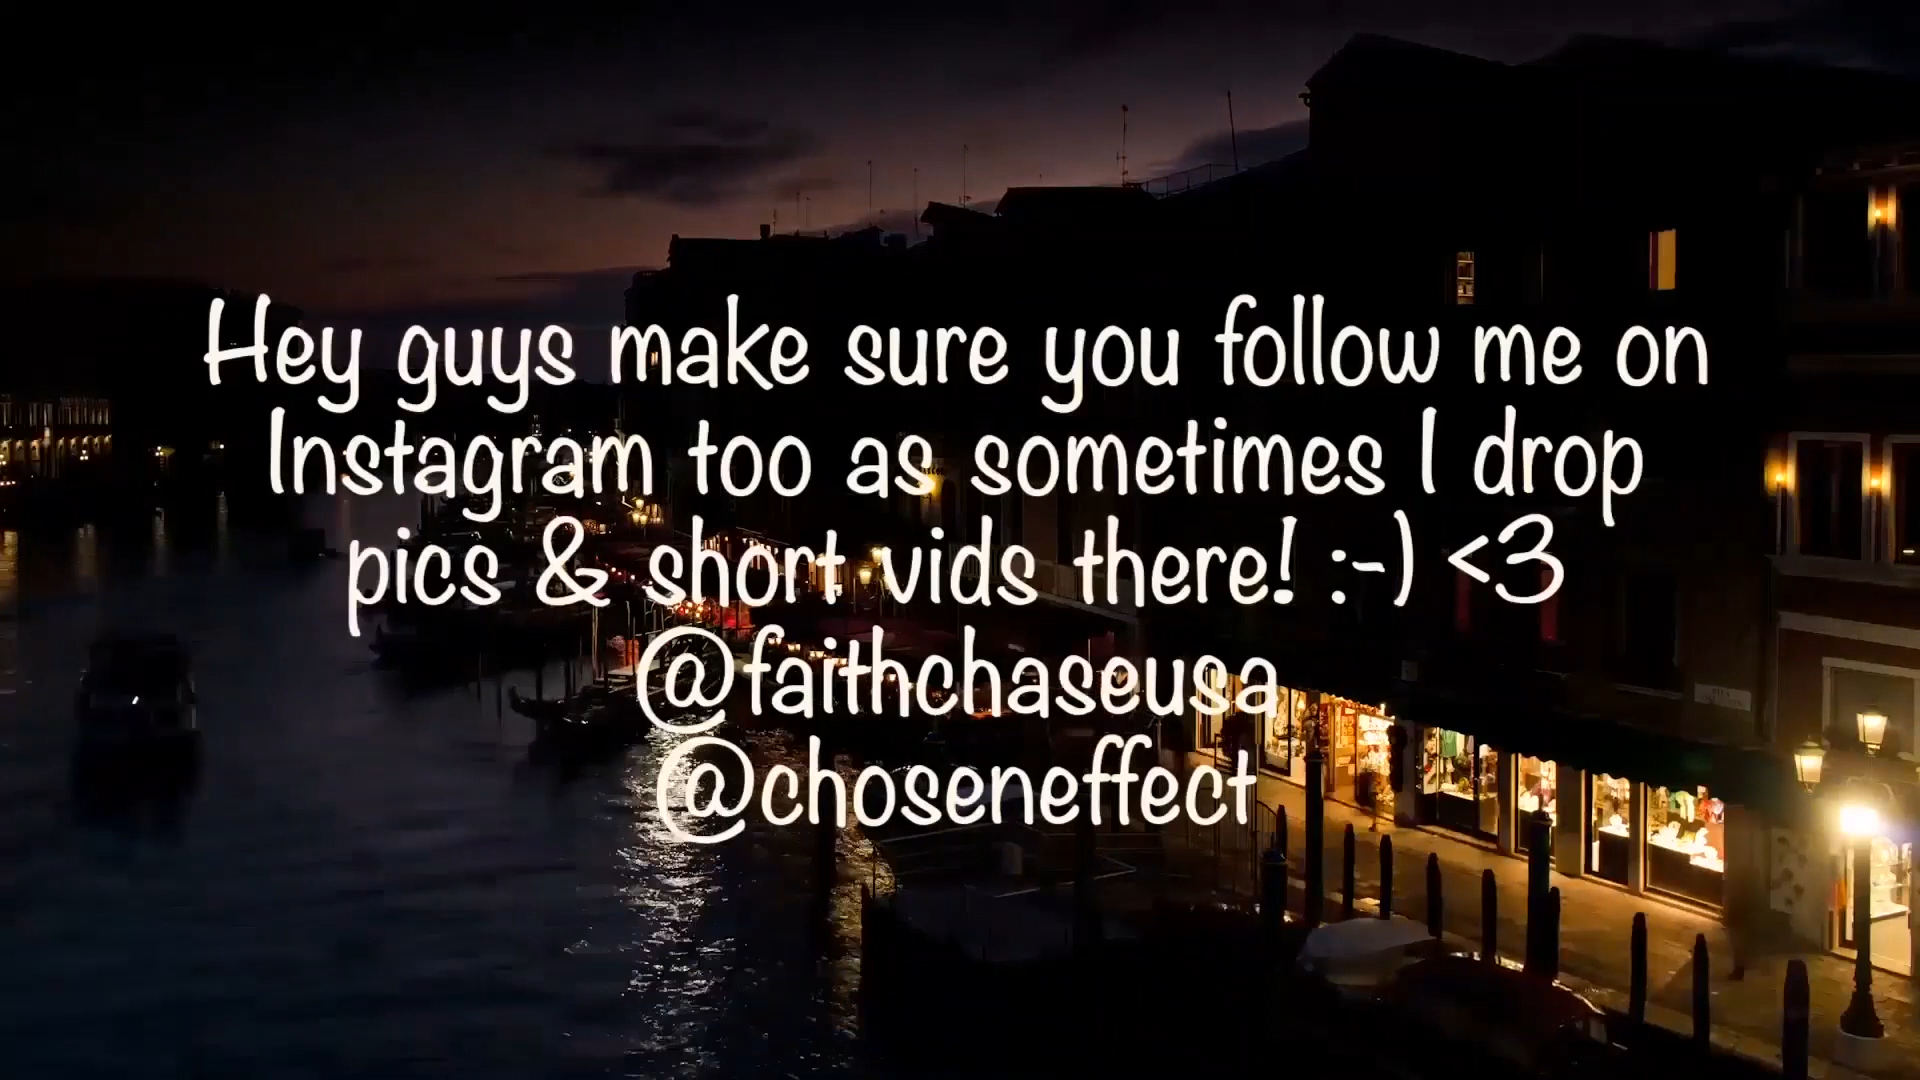 Hey guys make sure you follow me on
Instagram too as sometimes I drop
pics & short vids there! :-) <3
@faithchaseusa
@choseneffect